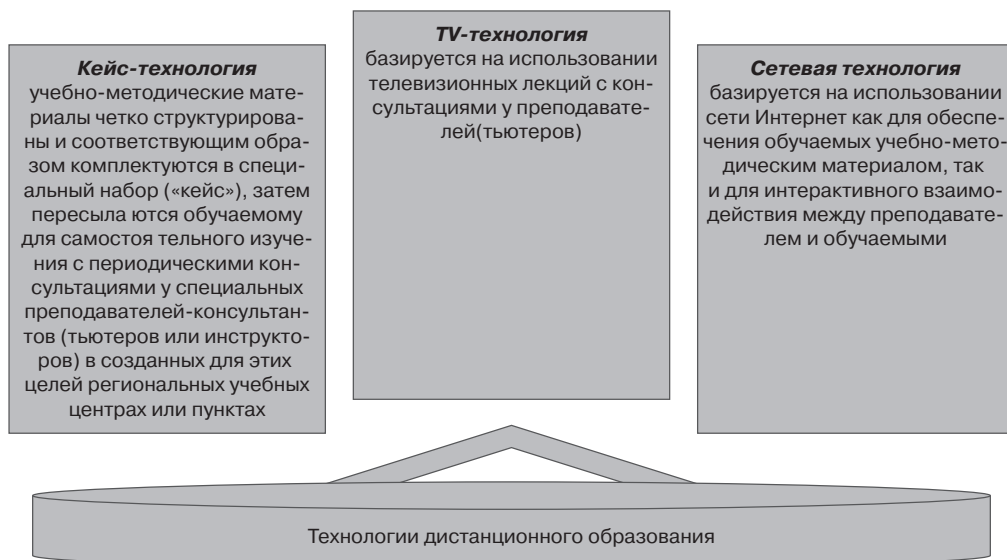 Кейс-технология
учебно-методические мате-
риалы четко структурирова-
ны и соответствующим обра-
зом комплектуются в специ-
альный набор («кейс»), затем
пересыла ются обучаемому
для самостоя тельного изуче-
ния с периодическими кон-
сультациями у специальных
преподавателей-консультан-
тов (тьютеров или инструкто-
ров) в созданных для этих
целей региональных учебных
центрах или пунктах
TV-технология
базируется на использовании
телевизионных лекций с кон-
сультациями у преподавате-
лей(тьютеров)
Сетевая технология
базируется на использовании
сети Интернет как для обеспе-
чения обучаемых учебно-мето-
дическим материалом, так
и для интерактивного взаимо-
действия между преподавате-
лем и обучаемыми
Технологии дистанционного образования